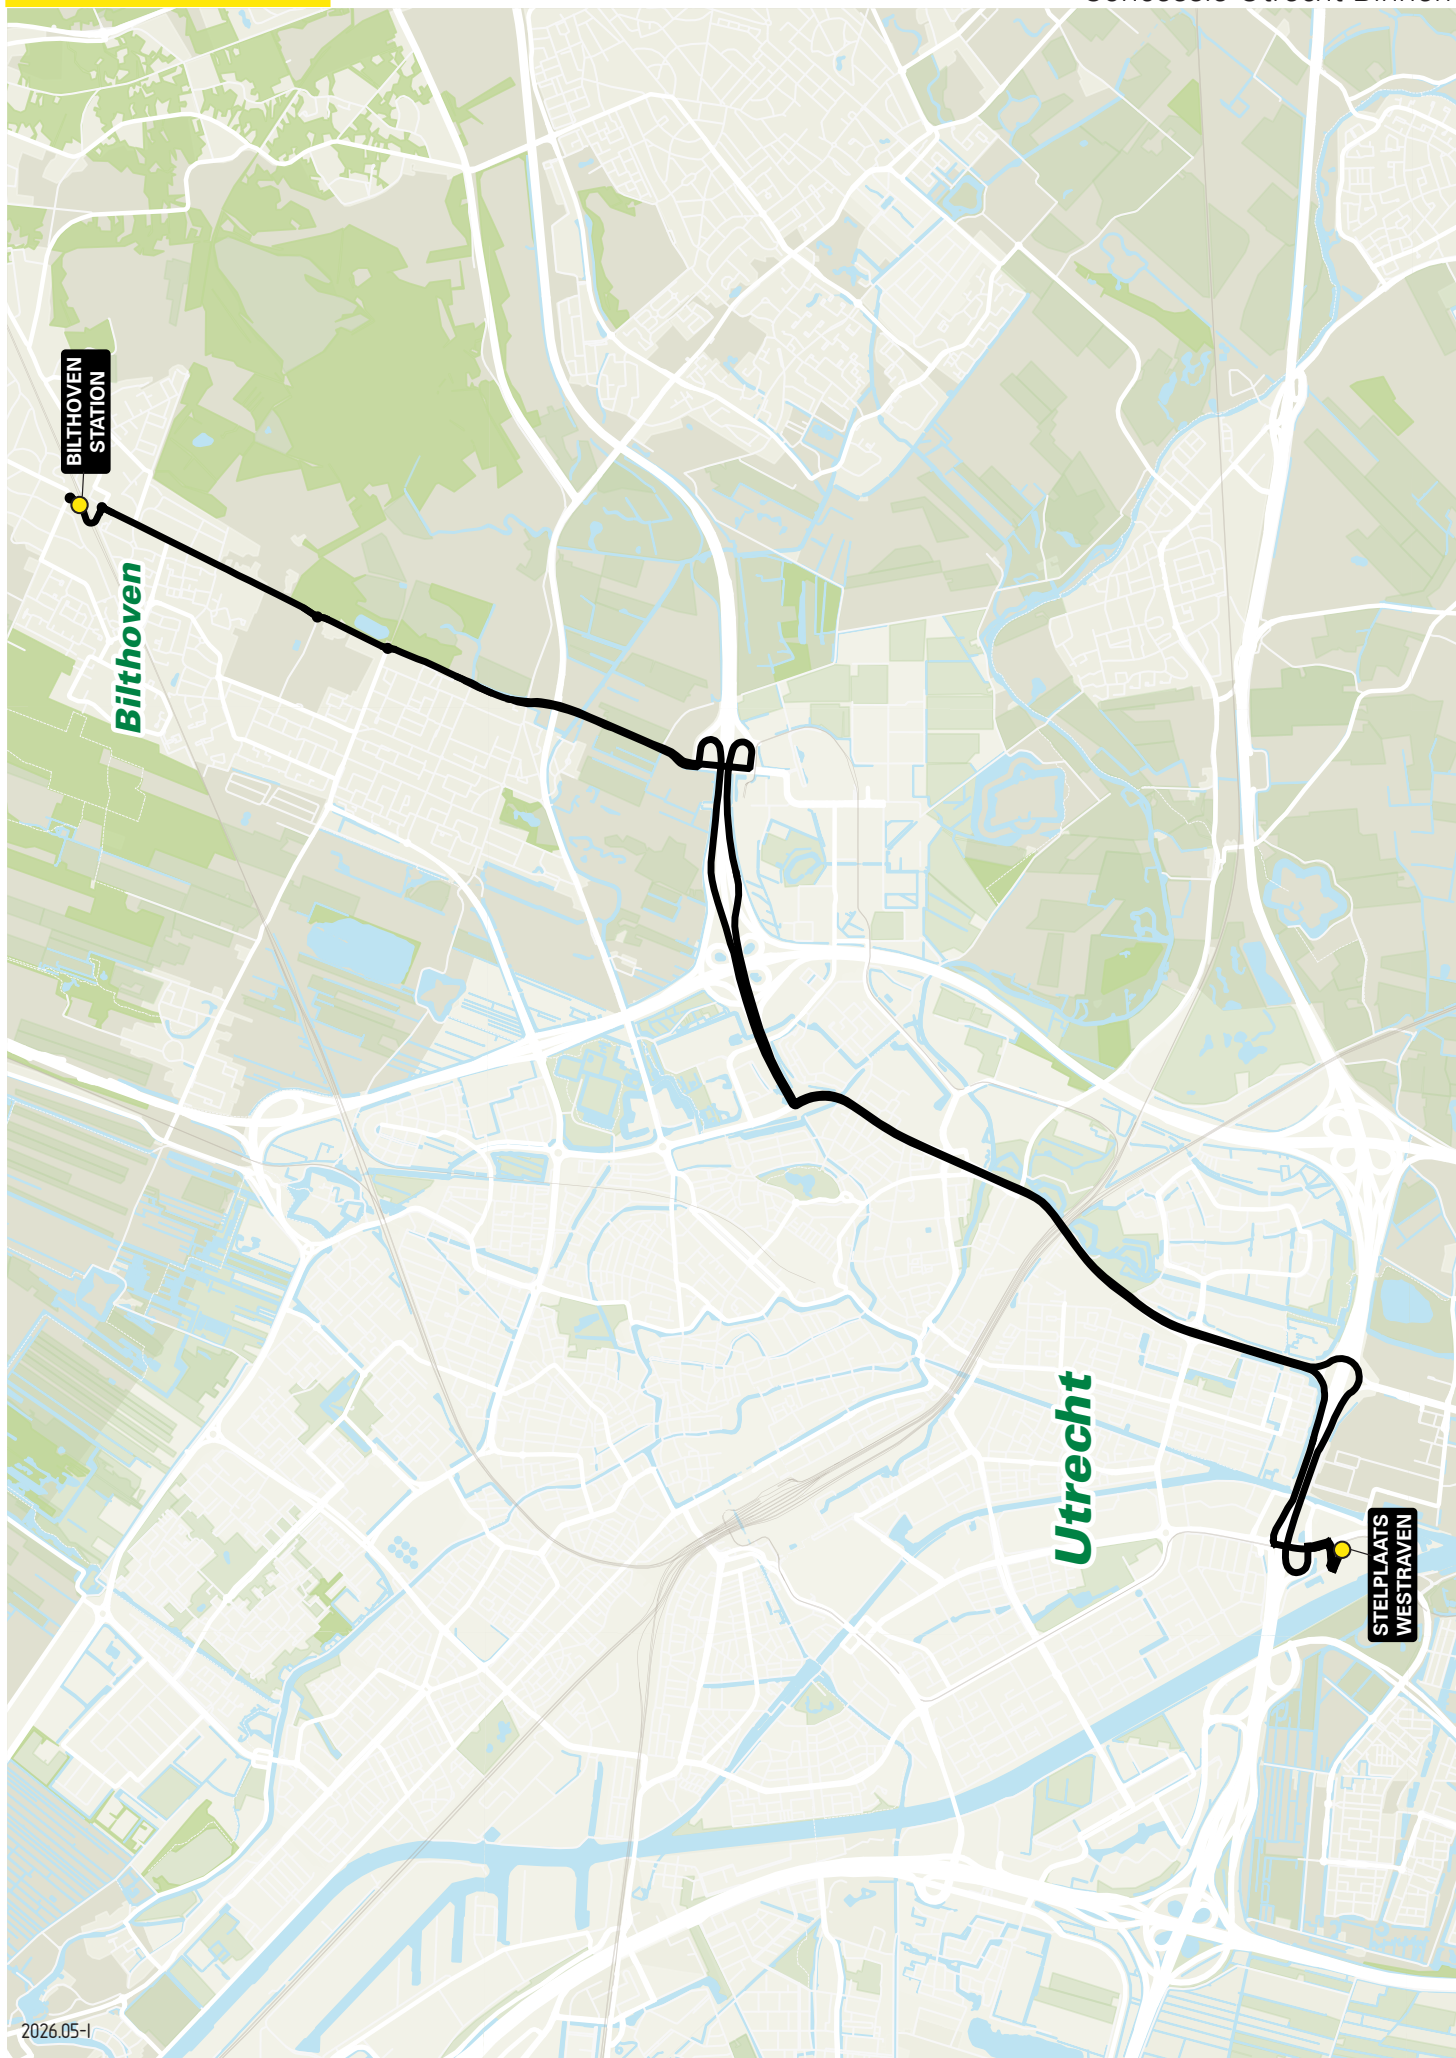 BILTHOVEN
STATION
Bilthoven
Utrecht
STELPLAATS
WESTRAVEN
2026.05-I